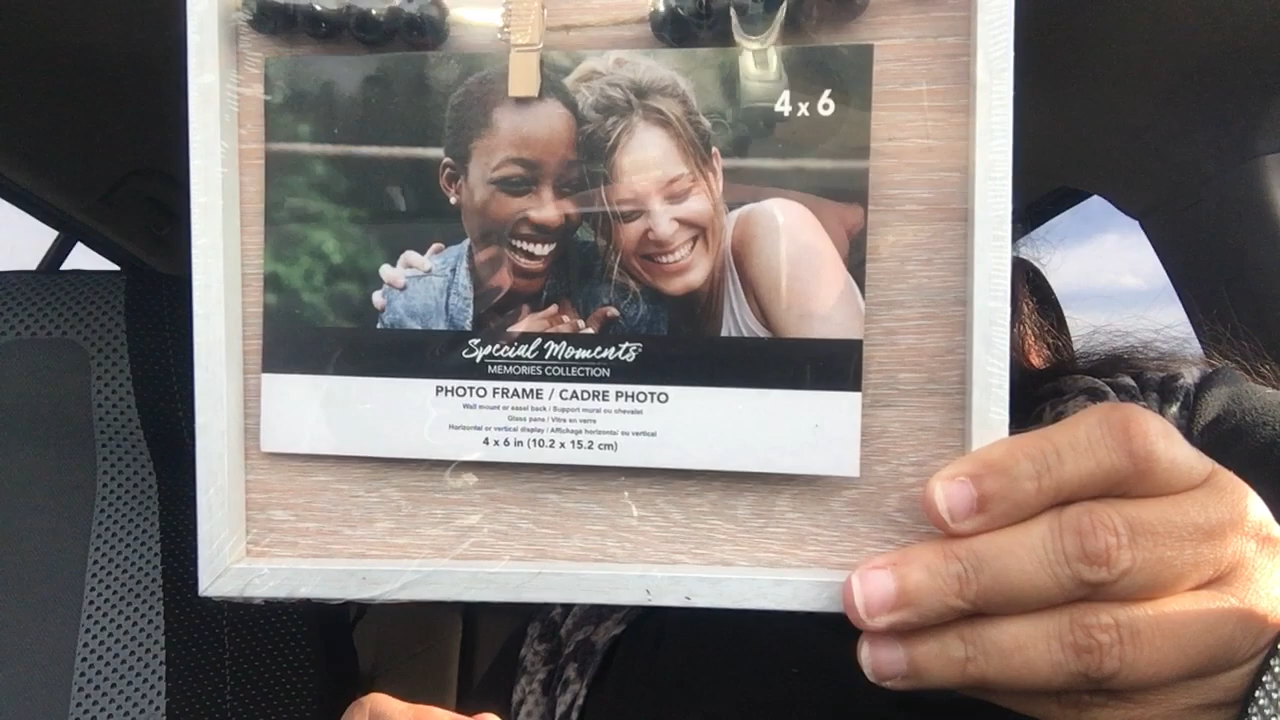 4 x 6
Special Moments
MEMORIES COLLECTION
PHOTO FRAME / CADRE PHOTO
Wall mount or easel back / Support mural ou chevalet
Glass pane / Vitre en verre
Horizontal or vertical display / Affichage horizontal ou vertical
4 x 6 in (10.2 x 15.2 cm)